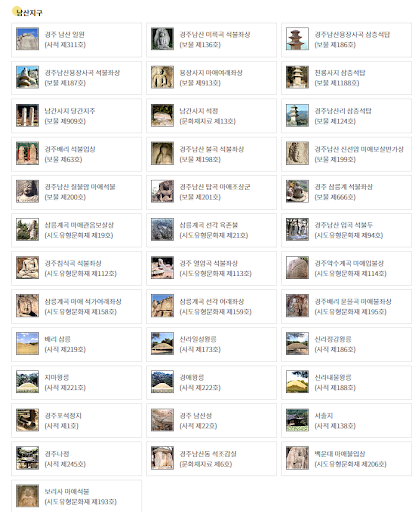 남산지구
경주 남산 일원
(사적 제311호)
경주남산 미륵곡 석불좌상
(보물 제136호)
경주남산용장사곡 삼층석탑
(보물 제186호)
경주남산용장사곡 석불좌상
(보물 제187호)
용장사지 마애여래좌상
(보물 제913호)
천룡사지 삼층석탑
(보물 제1188호)
남간사지 당간지주
(보물 제909호)
남간사지 석정
(문화재자료 제13호)
경주남산리 삼층석탑
(보물 제124호)
경주배리 석불입상
(보물 제63호)
경주남산 불곡 석불좌상
(보물 제198호)
경주남산 신선암 마애보살반가상
(보물 제199호)
경주남산 칠불암 마애석불
(보물 제200호)
경주남산 탑곡 마애조상군
(보물 제201호)
경주 삼릉계 석불좌상
(보물 제666호)
삼릉계곡 마애관음보살상
(시도유형문화재 제19호)
삼릉계곡 선각 육존불
(시도유형문화재 제21호)
경주남산 입곡 석불두
(시도유형문화재 제94호)
경주침식곡 석불좌상
(시도유형문화재 제112호)
경주 열암곡 석불좌상
(시도유형문화재 제113호)
경주약수계곡 마애입불상
(시도유형문화재 제114호)
삼릉계곡 마애 석가여래좌상
(시도유형문화재 제158호)
삼릉계곡 선각 여래좌상
(시도유형문화재 제159호)
경주배리 윤을곡 마애불좌상
(시도유형문화재 제195호)
배리 삼릉
(사적 제219호)
신라일성왕릉
(사적 제173호)
신라정강왕릉
(사적 제186호)
지마왕릉
(사적 제221호)
경애왕릉
(사적 제222호)
신라내물왕릉
(사적 제188호)
경주포석정지
(사적 제1호)
경주 남산성
(사적 제22호)
서출지
(사적 제138호)
경주나정
(사적 제245호)
경주남산동 석조감실
(문화재자료 제6호)
백운대 마애불입상
(시도유형문화재 제206호)
보리사 마애석불
(시도유형문화재 제193호)